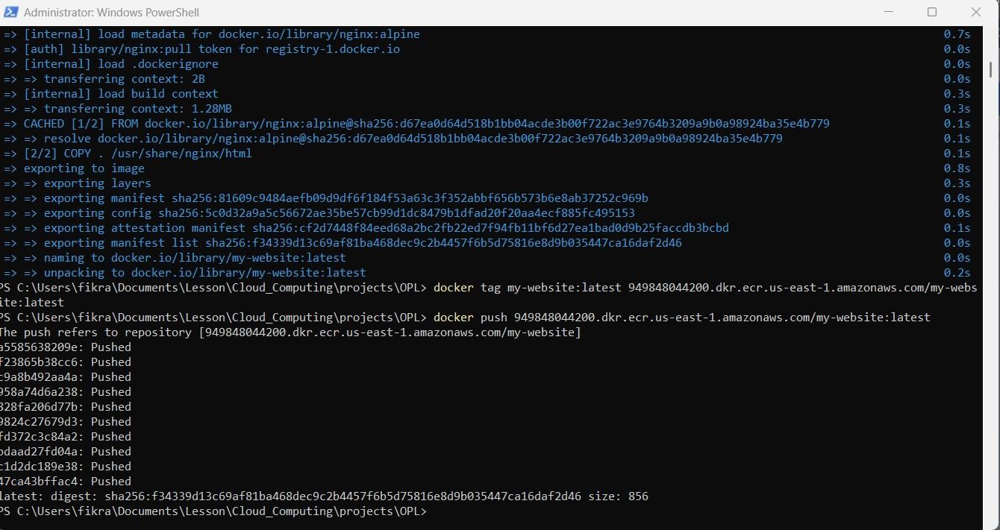 Administrator: Windows PowerShell
=> [internal] load metadata for docker.io/library/nginx:alpine 0.7s
=> [auth] library/nginx:pull token for registry-1.docker.io 0.0s
=> [internal] load .dockerignore 0.0s
=> => transferring context: 2B 0.0s
=> [internal] load build context 0.3s
=> => transferring context: 1.28MB 0.3s
=> CACHED [1/2] FROM docker.io/library/nginx:alpine@sha256:d67ea0d64d518b1bb04acde3b00f722ac3e9764b3209a9b0a98924ba35e4b779 0.1s
=> => resolve docker.io/library/nginx:alpine@sha256:d67ea0d64d518b1bb04acde3b00f722ac3e9764b3209a9b0a98924ba35e4b779 0.1s
=> [2/2] COPY . /usr/share/nginx/html 0.1s
=> exporting to image 0.8s
=> => exporting layers 0.3s
=> => exporting manifest sha256:81609c9484aefb09d9df6f184f53a63c3f352abbf656b573b6e8ab37252c969b 0.0s
=> => exporting config sha256:5c0d32a9a5c56672ae35be57cb99d1dc8479b1dfad20f20aa4ecf885fc495153 0.0s
=> => exporting attestation manifest sha256:cf2d7448f84eed68a2bc2fb22ed7f94fb11bf6d27ea1bad0d9b25faccdb3bcbd 0.1s
=> => exporting manifest list sha256:f34339d13c69af81ba468dec9c2b4457f6b5d75816e8d9b035447ca16daf2d46 0.0s
=> => naming to docker.io/library/my-website:latest 0.0s
=> => unpacking to docker.io/library/my-website:latest 0.2s
PS C:\Users\fikra\Documents\Lesson\Cloud_Computing\projects\OPL> docker tag my-website:latest 949848044200.dkr.ecr.us-east-1.amazonaws.com/my-webs
ite:latest
PS C:\Users\fikra\Documents\Lesson\Cloud_Computing\projects\OPL> docker push 949848044200.dkr.ecr.us-east-1.amazonaws.com/my-website:latest
The push refers to repository [949848044200.dkr.ecr.us-east-1.amazonaws.com/my-website]
a5585638209e: Pushed
f23865b38cc6: Pushed
c9a8b492aa4a: Pushed
958a74d6a238: Pushed
828fa206d77b: Pushed
9824c27679d3: Pushed
fd372c3c84a2: Pushed
bdaad27fd04a: Pushed
c1d2dc189e38: Pushed
47ca43bffac4: Pushed
latest: digest: sha256:f34339d13c69af81ba468dec9c2b4457f6b5d75816e8d9b035447ca16daf2d46 size: 856
PS C:\Users\fikra\Documents\Lesson\Cloud_Computing\projects\OPL>